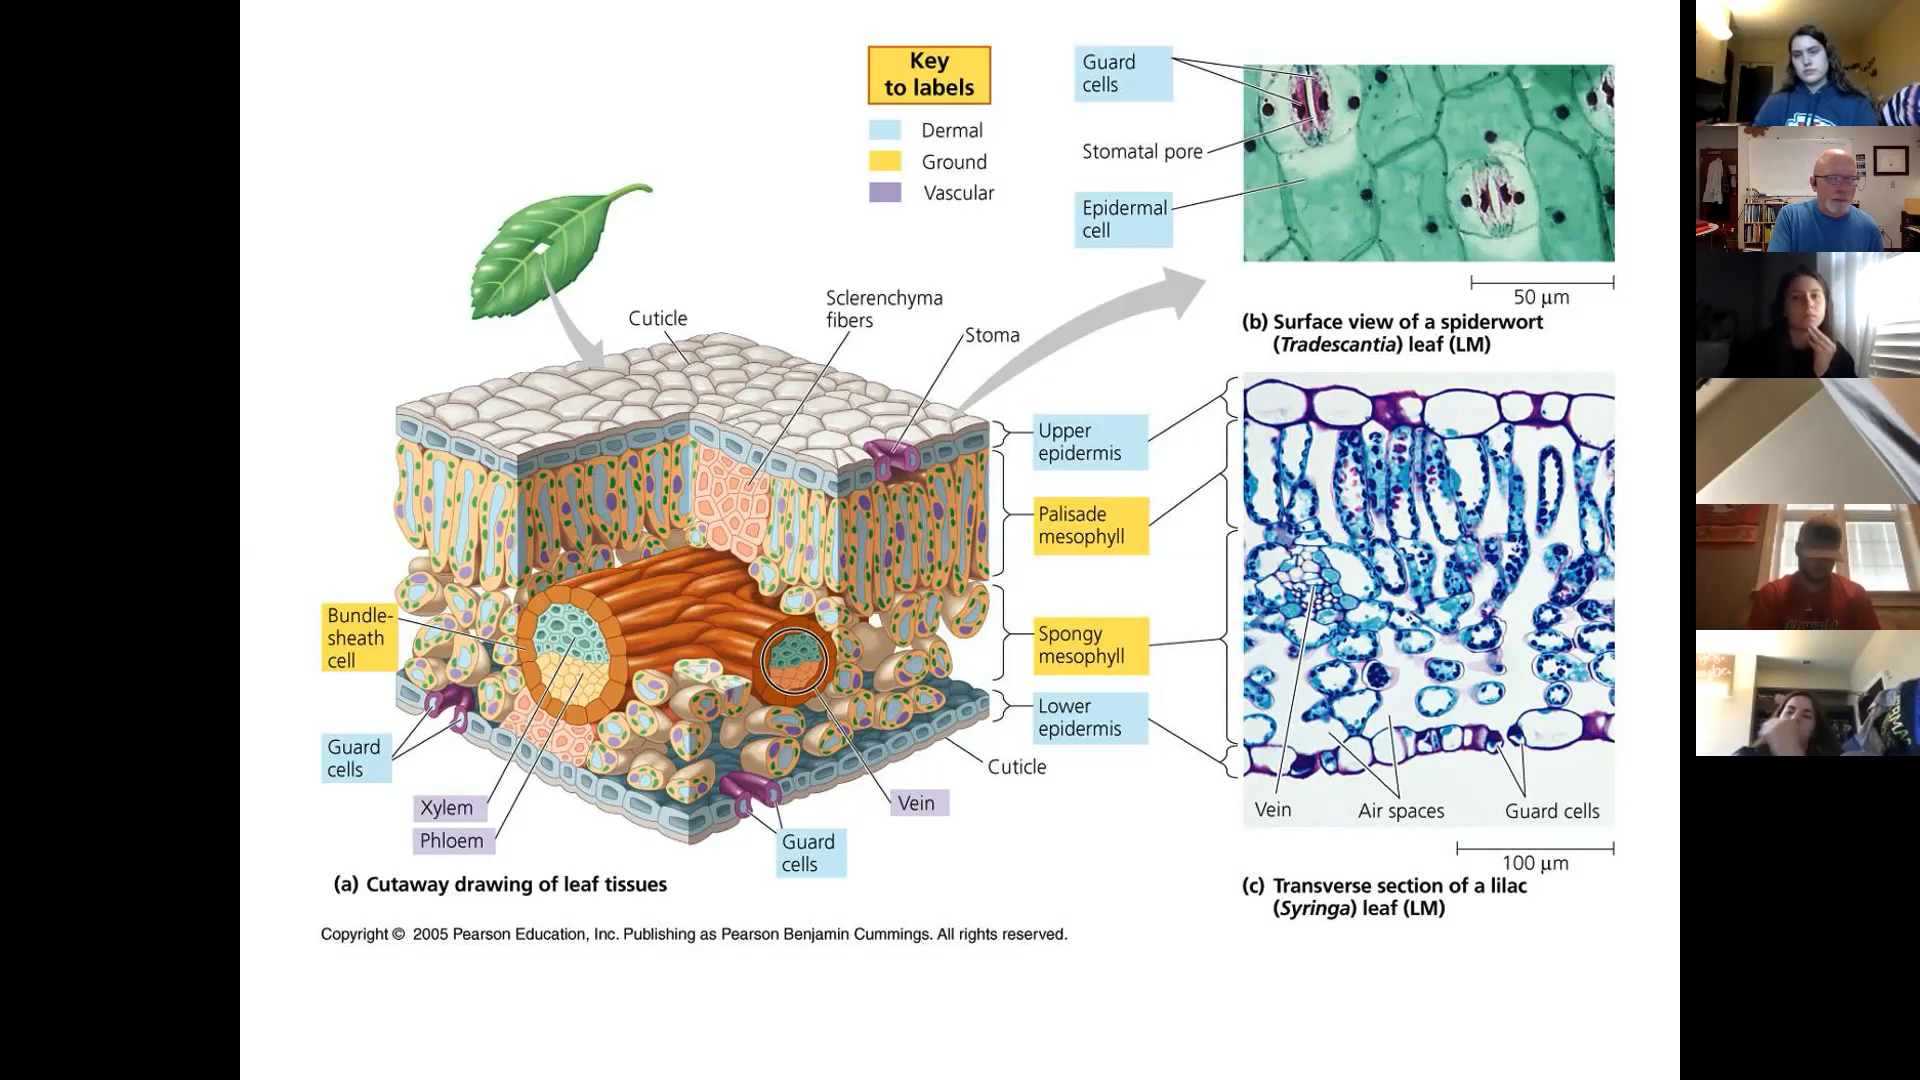 Key
to labels
Dermal
Ground
Vascular
Guard
cells
Stomatal pore
Epidermal
cell
50 µm
(b) Surface view of a spiderwort
(Tradescantia) leaf (LM)
Cuticle
Sclerenchyma
fibers
Stoma
Upper
epidermis
Palisade
mesophyll
Bundle-
sheath
cell
Spongy
mesophyll
Lower
epidermis
Guard
cells
Xylem
Phloem
Cuticle
Vein
Guard
cells
(a) Cutaway drawing of leaf tissues
Vein
Air spaces
Guard cells
100 µm
(c) Transverse section of a lilac
(Syringa) leaf (LM)
Copyright © 2005 Pearson Education, Inc. Publishing as Pearson Benjamin Cummings. All rights reserved.